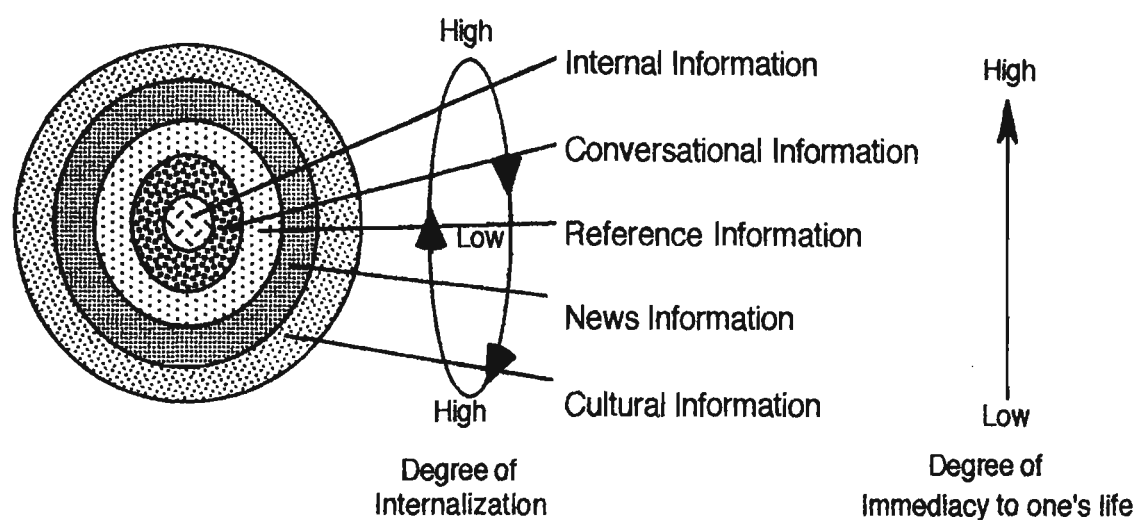 High
Internal Information
High
Conversational Information
Low
Reference Information
News Information
High
Cultural Information
Low
Degree of
Internalization
Degree of
Immediacy to one's life